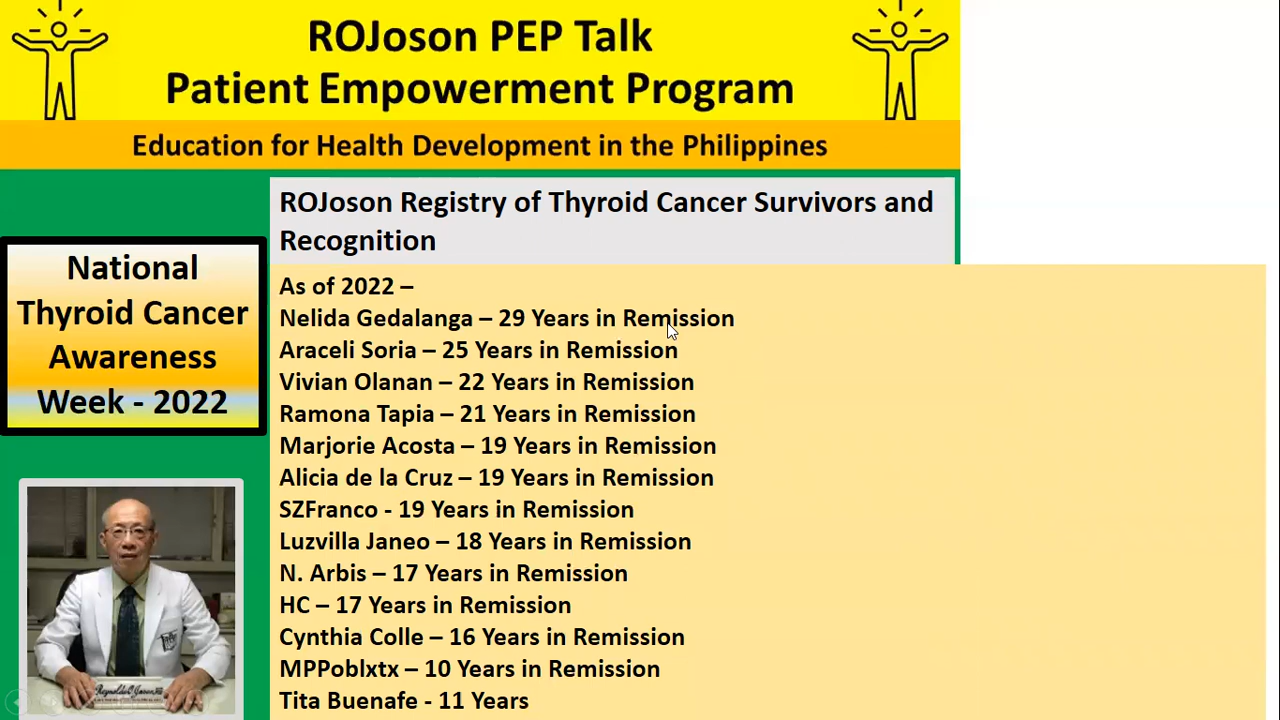 ROJoson PEP Talk
Patient Empowerment Program
Education for Health Development in the Philippines
ROJoson Registry of Thyroid Cancer Survivors and
Recognition
National
Thyroid Cancer
Awareness
Week - 2022
As of 2022 –
Nelida Gedalanga – 29 Years in Remission
Araceli Soria – 25 Years in Remission
Vivian Olanan – 22 Years in Remission
Ramona Tapia – 21 Years in Remission
Marjorie Acosta – 19 Years in Remission
Alicia de la Cruz – 19 Years in Remission
SZFranco - 19 Years in Remission
Luzvilla Janeo – 18 Years in Remission
N. Arbis – 17 Years in Remission
HC – 17 Years in Remission
Cynthia Colle – 16 Years in Remission
MPPoblxtx – 10 Years in Remission
Tita Buenafe - 11 Years